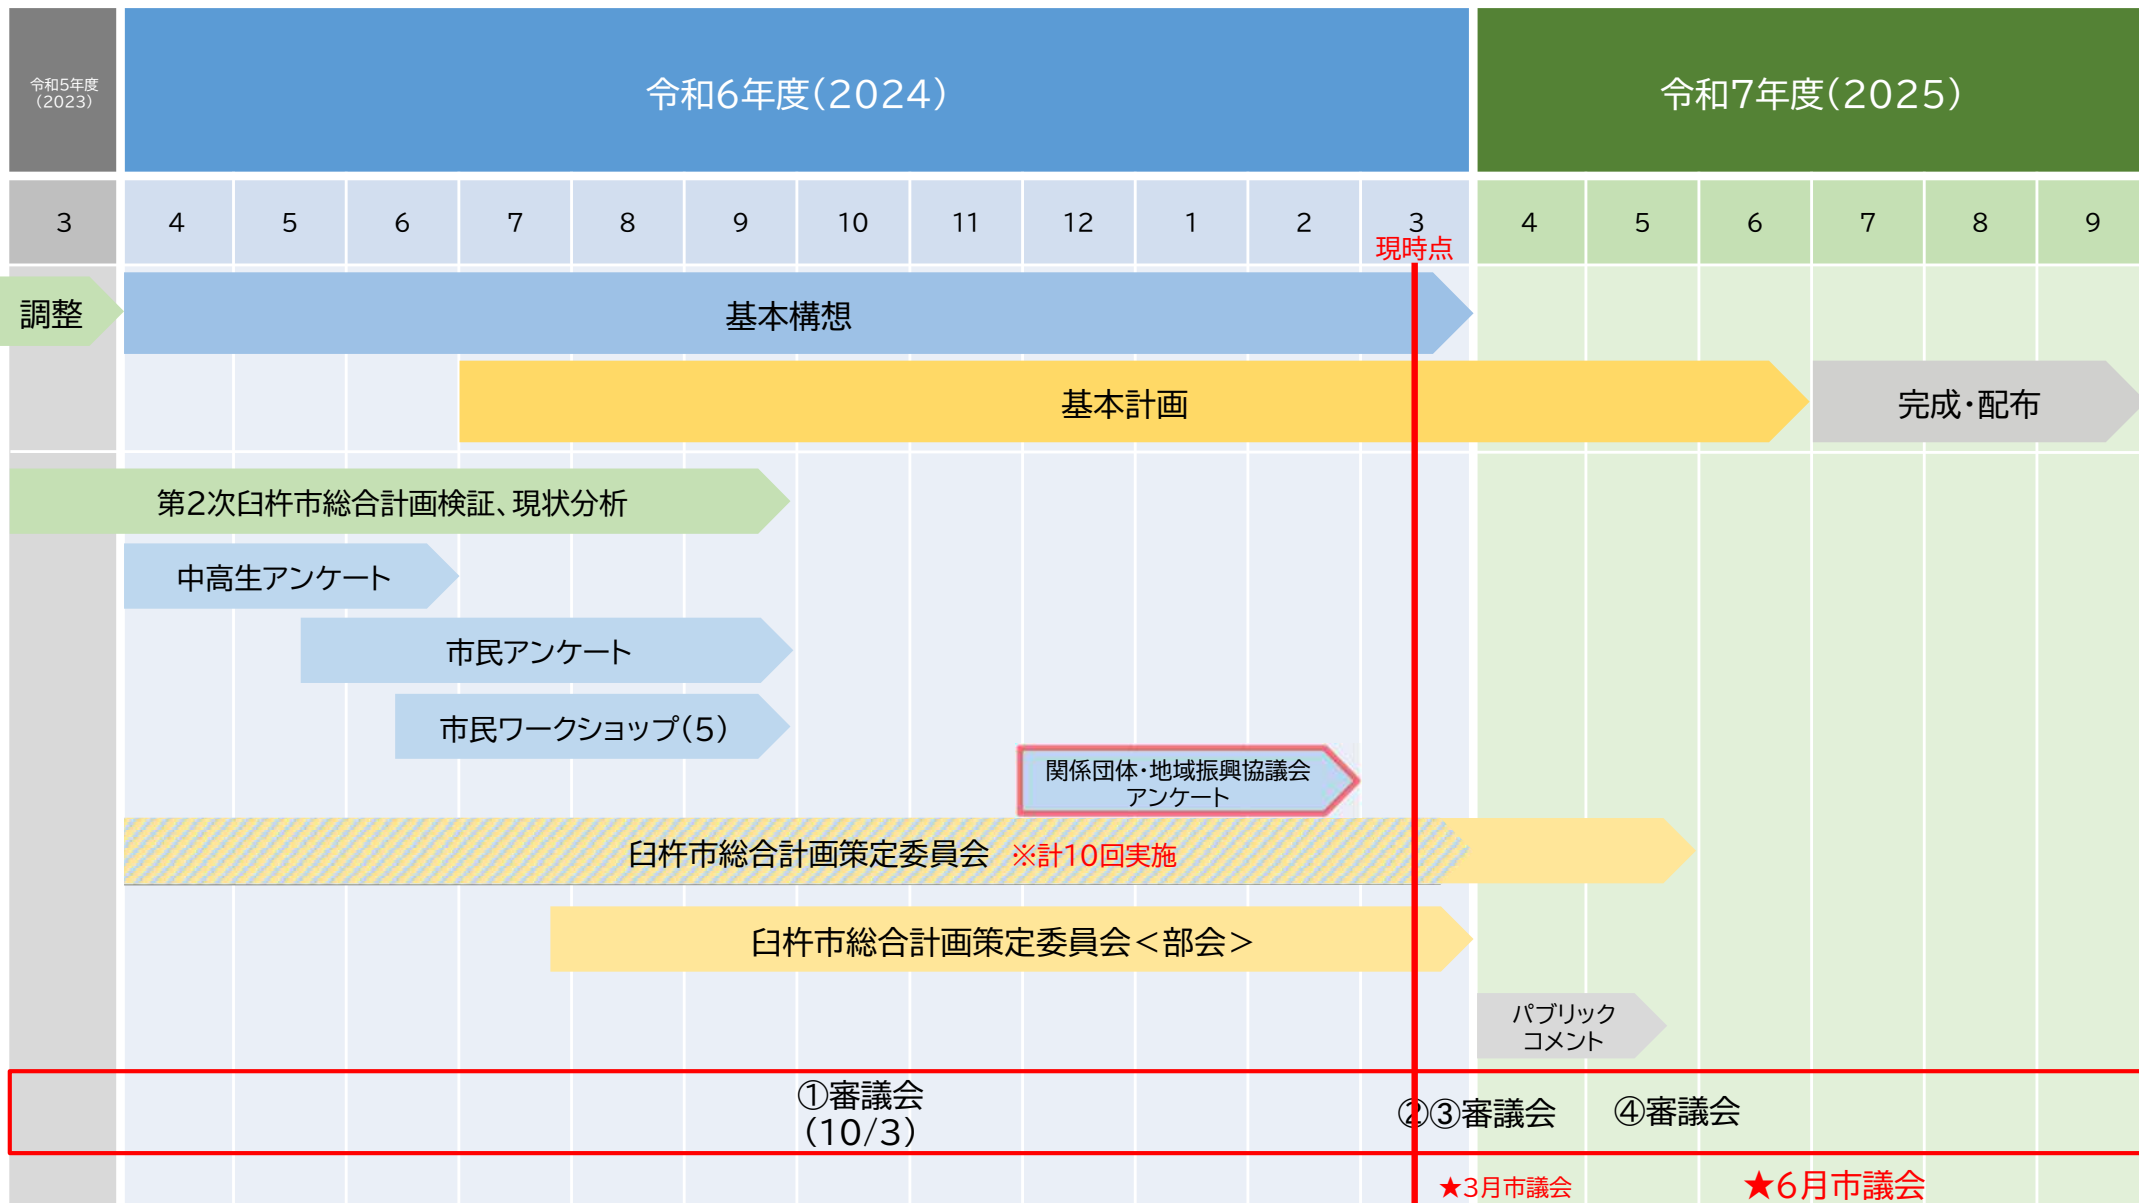 令和5年度
(2023)
令和6年度(2024)
令和7年度(2025)
3
4
5
6
7
8
9
10
11
12
1
2
3
4
5
6
7
8
9
現時点
調整
基本構想
基本計画
完成・配布
第2次臼杵市総合計画検証、現状分析
中高生アンケート
市民アンケート
市民ワークショップ(5)
関係団体・地域振興協議会
アンケート
臼杵市総合計画策定委員会 ※計10回実施
臼杵市総合計画策定委員会<部会>
パブリック
コメント
①審議会
(10/3)
②③審議会
④審議会
★3月市議会
★6月市議会